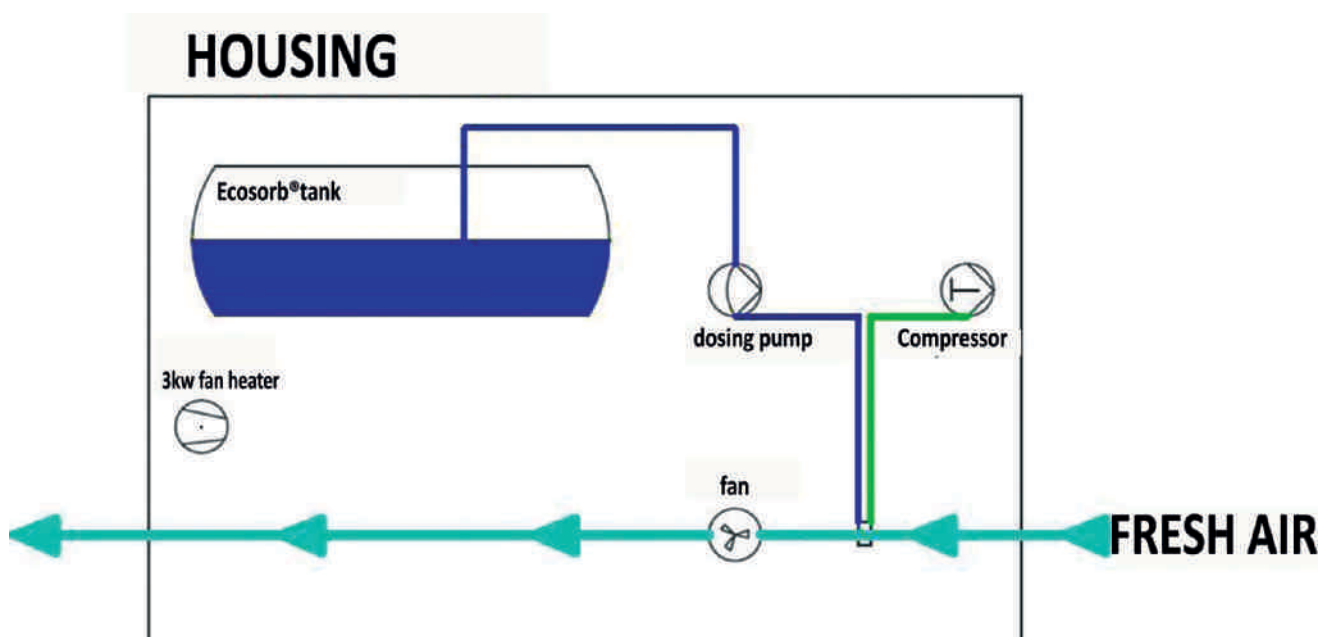 HOUSING
Ecosorb®tank
dosing pump
Compressor
3kw fan heater
fan
FRESH AIR